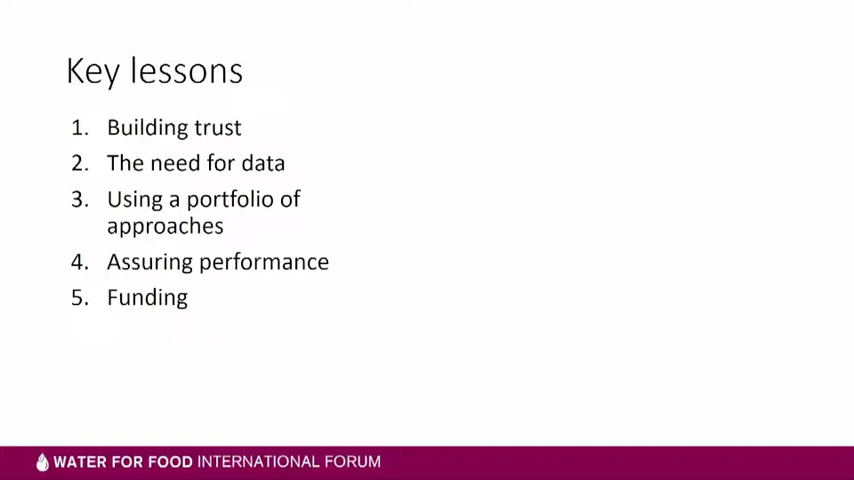 Key lessons
1. Building trust
2. The need for data
3. Using a portfolio of
approaches
4. Assuring performance
5. Funding
WATER FOR FOOD INTERNATIONAL FORUM